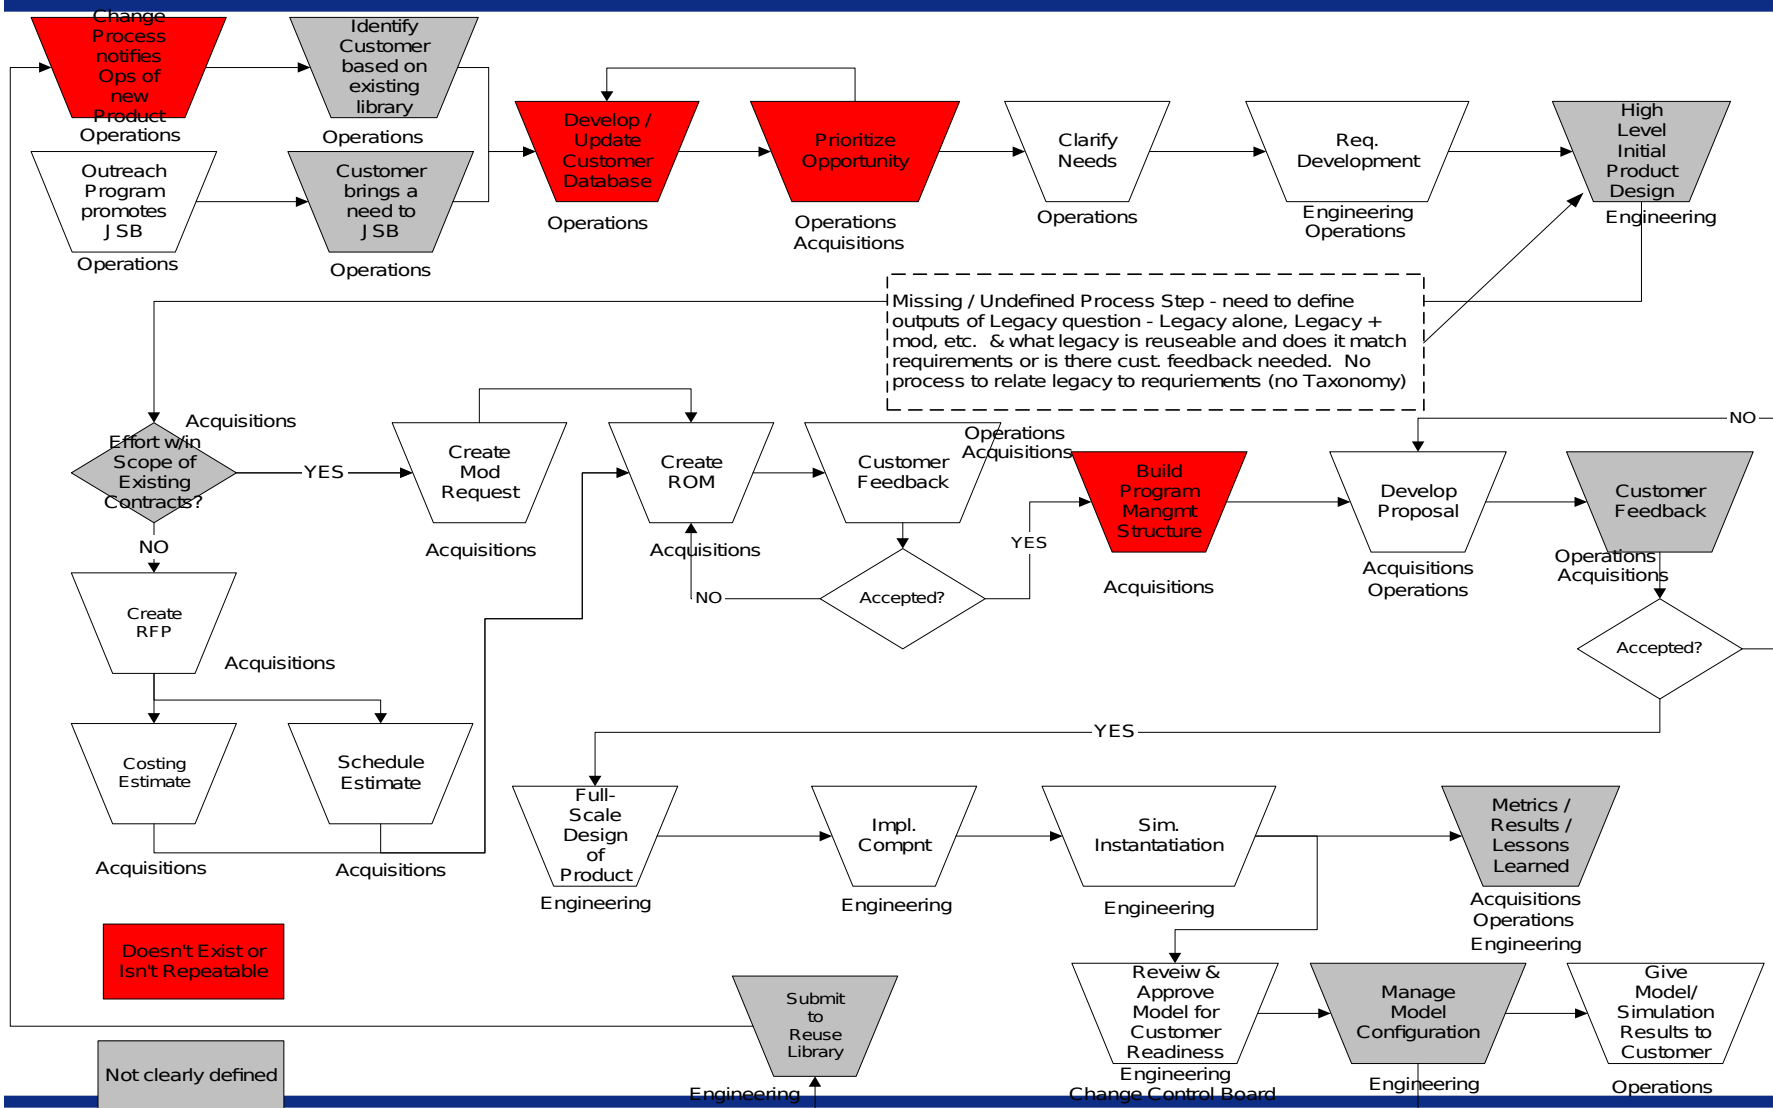 Change
Process
notifies
Ops of
new
Product
Operations
Identify
Customer
based on
existing
library
Operations
Outreach
Program
promotes
JSB
Operations
Customer
brings a
need to
JSB
Operations
Develop /
Update
Customer
Database
Operations
Prioritize
Opportunity
Operations
Acquisitions
Clarify
Needs
Operations
Req.
Development
Engineering
Operations
High
Level
Initial
Product
Design
Engineering
Missing / Undefined Process Step - need to define
outputs of Legacy question - Legacy alone, Legacy +
mod, etc.  & what legacy is reuseable and does it match
requirements or is there cust. feedback needed.  No
process to relate legacy to requriements (no Taxonomy)
Acquisitions
Effort w/in
Scope of
Existing
Contracts?
YES
NO
Create
Mod
Request
Acquisitions
Create
ROM
Acquisitions
Customer
Feedback
Operations
Acquisitions
Accepted?
NO
YES
Build
Program
Mangmt
Structure
Acquisitions
Develop
Proposal
Acquisitions
Operations
Customer
Feedback
Operations
Acquisitions
NO
Accepted?
YES
Create
RFP
Acquisitions
Costing
Estimate
Acquisitions
Schedule
Estimate
Acquisitions
Full-
Scale
Design
of
Product
Engineering
Impl.
Compnt
Engineering
Sim.
Instantatiation
Engineering
Metrics /
Results /
Lessons
Learned
Acquisitions
Operations
Engineering
Doesn't Exist or
Isn't Repeatable
Not clearly defined
Submit
to
Reuse
Library
Engineering
Reveiw &
Approve
Model for
Customer
Readiness
Engineering
Change Control Board
Manage
Model
Configuration
Engineering
Give
Model/
Simulation
Results to
Customer
Operations